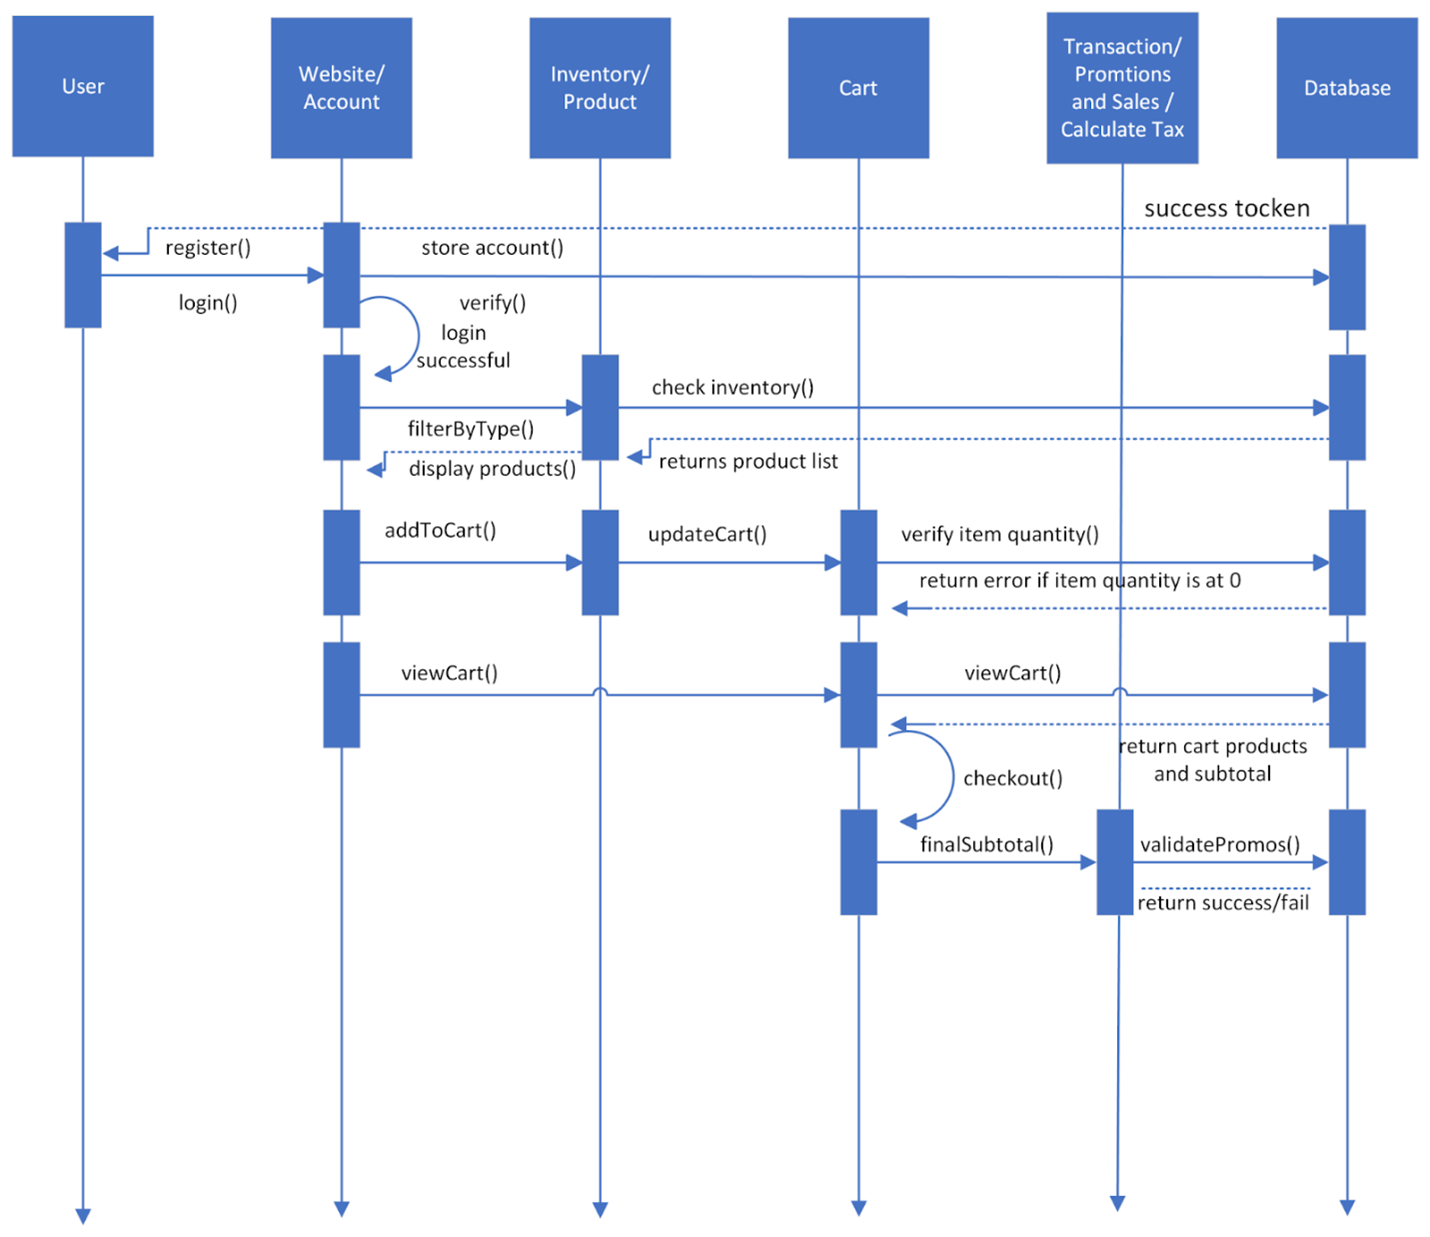 User
Website/
Account
Inventory/
Product
Cart
Transaction/
Promtions
and Sales /
Calculate Tax
Database
success tocken
register()
store account()
login()
verify()
login
successful
check inventory()
filterByType()
returns product list
display products()
addToCart()
updateCart()
verify item quantity()
return error if item quantity is at 0
viewCart()
viewCart()
return cart products
and subtotal
checkout()
finalSubtotal()
validatePromos()
return success/fail